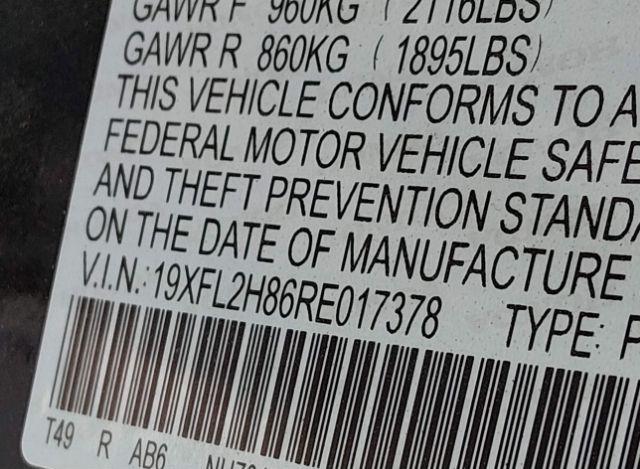 GAWR F 960KG (2116LBS)
GAWR R 860KG (1895LBS)
THIS VEHICLE CONFORMS TO A
FEDERAL MOTOR VEHICLE SAFE
AND THEFT PREVENTION STANDA
ON THE DATE OF MANUFACTURE
V.I.N.: 19XFL2H86RE017378 TYPE: P
T49 R AB6